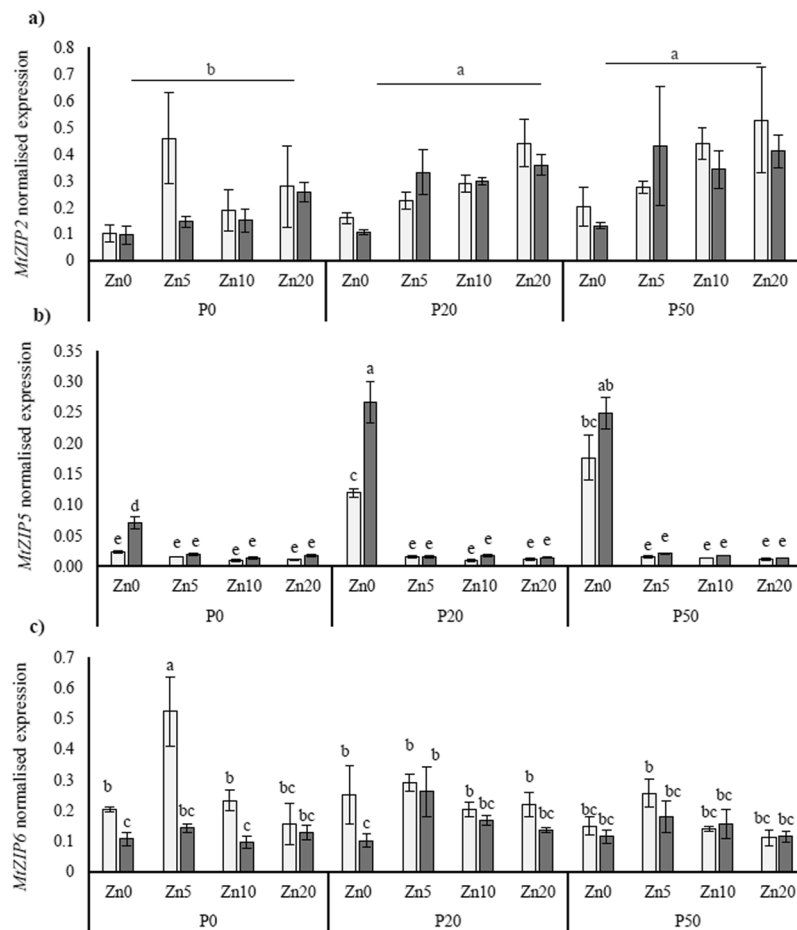 a)
MtZIP2 normalised expression
0.8
0.7
0.6
0.5
0.4
0.3
0.2
0.1
0
b
a
a
Zn0 Zn5 Zn10 Zn20 Zn0 Zn5 Zn10 Zn20 Zn0 Zn5 Zn10 Zn20
P0 P20 P50
b)
MtZIP5 normalised expression
0.35
0.30
0.25
0.20
0.15
0.10
0.05
0.00
e d e e e e e e
c a e e e e e e
bc ab e e e e e e
Zn0 Zn5 Zn10 Zn20 Zn0 Zn5 Zn10 Zn20 Zn0 Zn5 Zn10 Zn20
P0 P20 P50
c)
MtZIP6 normalised expression
0.7
0.6
0.5
0.4
0.3
0.2
0.1
0
b c a bc b c bc bc
b c b b b bc b bc
bc bc b bc bc bc bc bc
Zn0 Zn5 Zn10 Zn20 Zn0 Zn5 Zn10 Zn20 Zn0 Zn5 Zn10 Zn20
P0 P20 P50